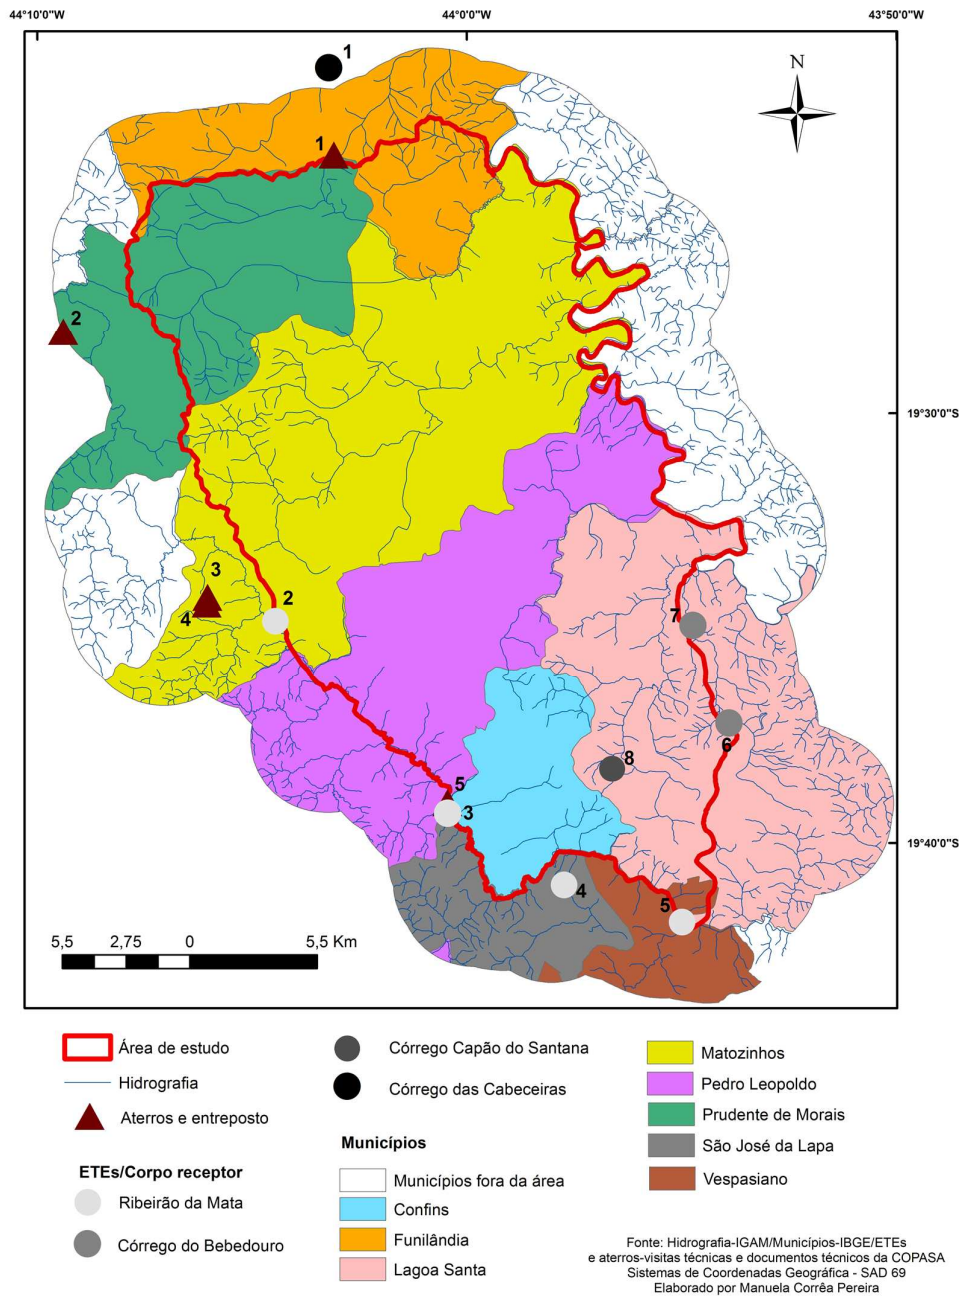 44°10'0"W
44°0'0"W
43°50'0"W
1
N
1
2
19°30'0"S
3
2
4
7
6
8
5
3
19°40'0"S
4
5
5,5 2,75 0 5,5 Km
Área de estudo
Hidrografia
Aterros e entreposto
ETEs/Corpo receptor
Ribeirão da Mata
Córrego do Bebedouro
Córrego Capão do Santana
Córrego das Cabeceiras
Municípios
Municípios fora da área
Confins
Funilândia
Lagoa Santa
Matozinhos
Pedro Leopoldo
Prudente de Morais
São José da Lapa
Vespasiano
Fonte: Hidrografia-IGAM/Municípios-IBGE/ETEs
e aterros-visitas técnicas e documentos técnicos da COPASA
Sistemas de Coordenadas Geográfica - SAD 69
Elaborado por Manuela Corrêa Pereira